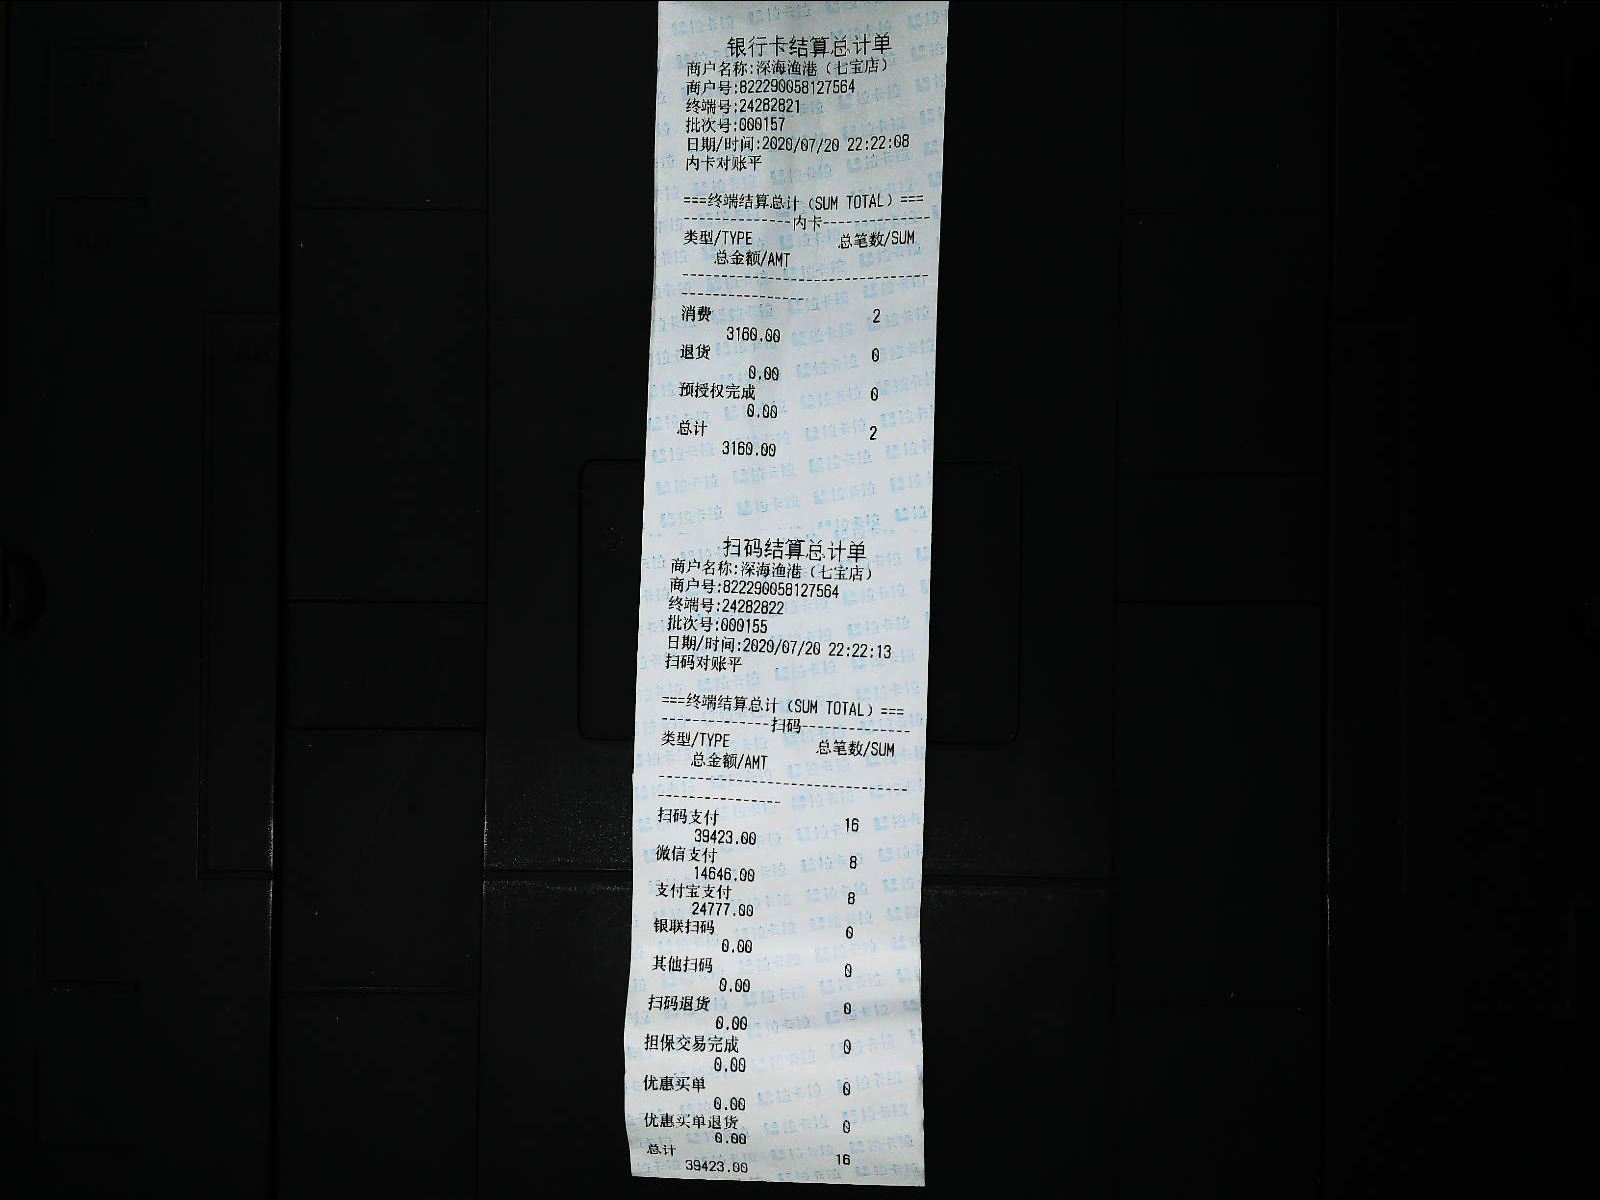 银行卡结算总计单
商户名称:深海渔港（七宝店）
商户号:822290058127564
终端号:24282821
批次号:000157
日期/时间:2020/07/20 22:22:08
内卡对账平
===终端结算总计（SUM TOTAL）===
--------------内卡--------------
类型/TYPE 总笔数/SUM
总金额/AMT
消费 2
3160.00
退货 0
0.00
预授权完成 0
0.00
总计 2
3160.00
扫码结算总计单
商户名称:深海渔港（七宝店）
商户号:822290058127564
终端号:24282822
批次号:000155
日期/时间:2020/07/20 22:22:13
扫码对账平
===终端结算总计（SUM TOTAL）===
--------------扫码--------------
类型/TYPE 总笔数/SUM
总金额/AMT
扫码支付 16
39423.00
微信支付 8
14646.00
支付宝支付 8
24777.00
银联扫码 0
0.00
其他扫码 0
0.00
扫码退货 0
0.00
担保交易完成 0
0.00
优惠买单 0
0.00
优惠买单退货 0
0.00
总计 16
39423.00